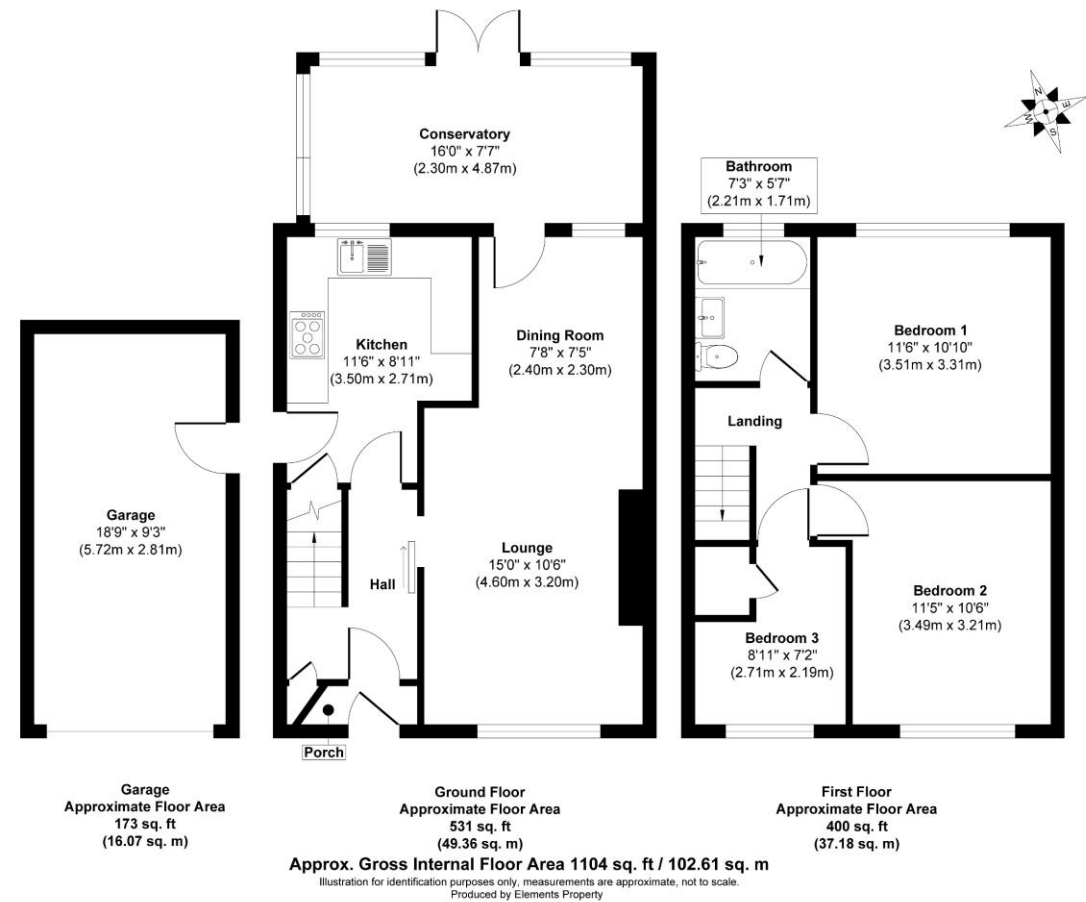 Conservatory
16'0" x 7'7"
(2.30m x 4.87m)
N
E
S
W
Bathroom
7'3" x 5'7"
(2.21m x 1.71m)
Kitchen
11'6" x 8'11"
(3.50m x 2.71m)
Dining Room
7'8" x 7'5"
(2.40m x 2.30m)
Bedroom 1
11'6" x 10'10"
(3.51m x 3.31m)
Landing
Garage
18'9" x 9'3"
(5.72m x 2.81m)
Hall
Lounge
15'0" x 10'6"
(4.60m x 3.20m)
Bedroom 2
11'5" x 10'6"
(3.49m x 3.21m)
Bedroom 3
8'11" x 7'2"
(2.71m x 2.19m)
Porch
Garage
Approximate Floor Area
173 sq. ft
(16.07 sq. m)
Ground Floor
Approximate Floor Area
531 sq. ft
(49.36 sq. m)
First Floor
Approximate Floor Area
400 sq. ft
(37.18 sq. m)
Approx. Gross Internal Floor Area 1104 sq. ft / 102.61 sq. m
Illustration for identification purposes only, measurements are approximate, not to scale.
Produced by Elements Property